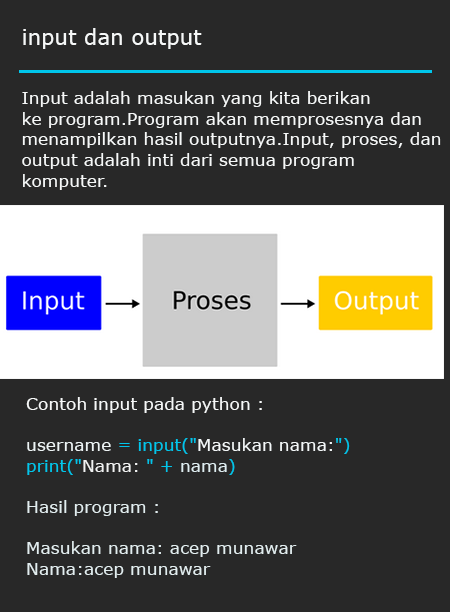 input dan output
Input adalah masukan yang kita berikan
ke program.Program akan memprosesnya dan
menampilkan hasil outputnya.Input, proses, dan
output adalah inti dari semua program
komputer.
Input
Proses
Output
Contoh input pada python :
username = input("Masukan nama:")
print("Nama: " + nama)
Hasil program :
Masukan nama: acep munawar
Nama:acep munawar